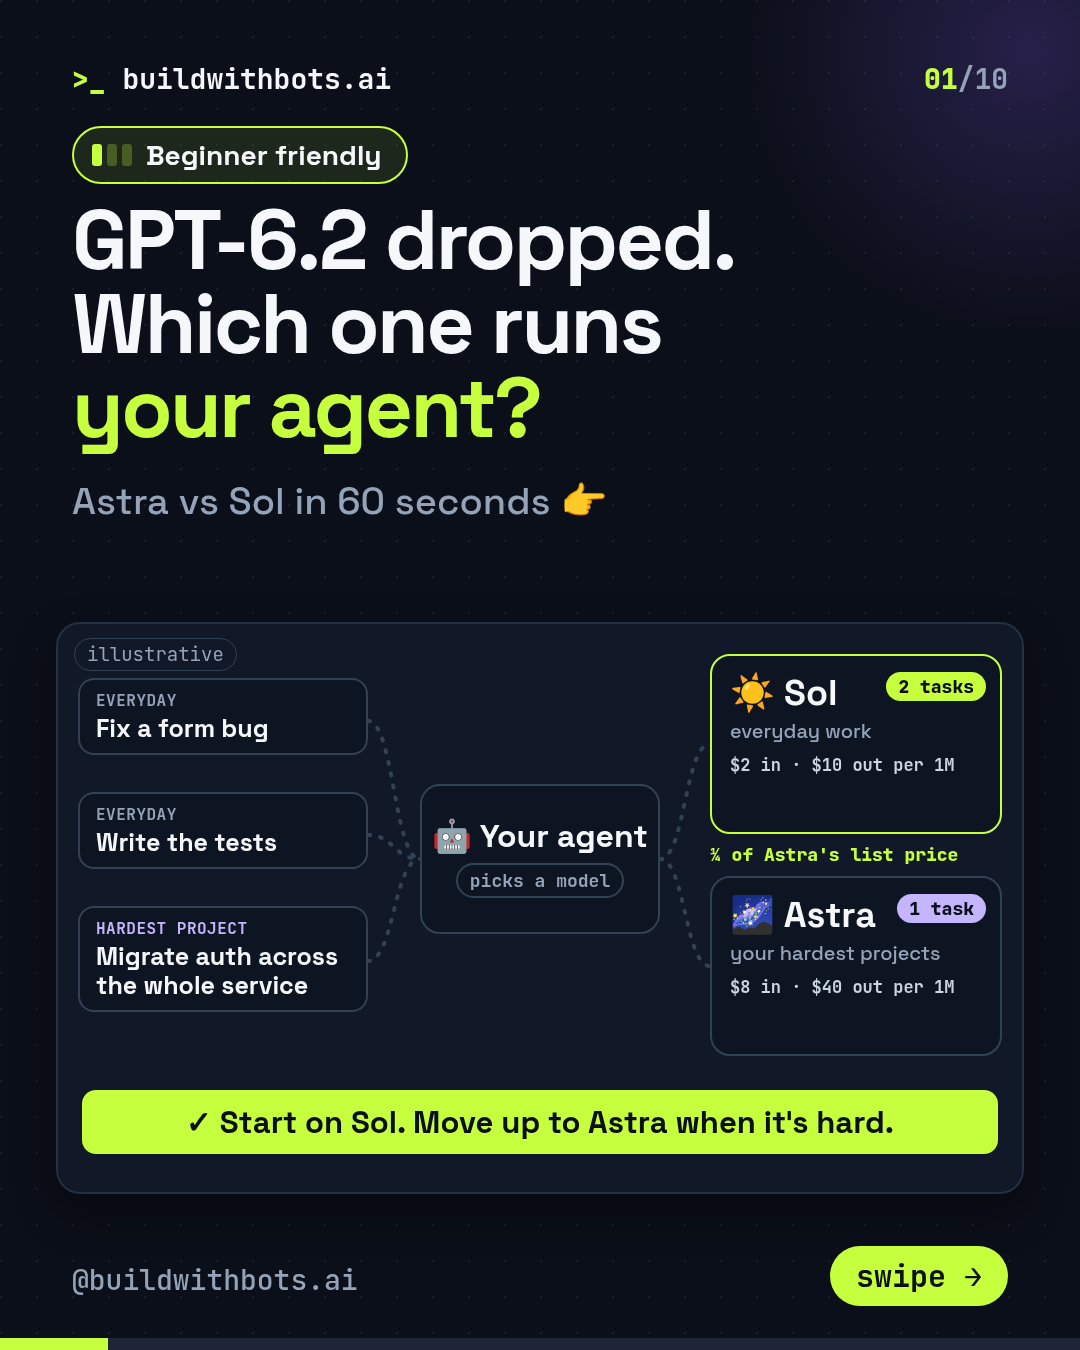 >_ buildwithbots.ai
01/10
Beginner friendly
GPT-6.2 dropped.
Which one runs
your agent?
Astra vs Sol in 60 seconds 👉
illustrative
EVERYDAY
Fix a form bug
EVERYDAY
Write the tests
HARDEST PROJECT
Migrate auth across
the whole service
🤖 Your agent
picks a model
☀️ Sol
2 tasks
everyday work
$2 in · $10 out per 1M
¼ of Astra's list price
🌌 Astra
1 task
your hardest projects
$8 in · $40 out per 1M
✓ Start on Sol. Move up to Astra when it's hard.
@buildwithbots.ai
swipe →